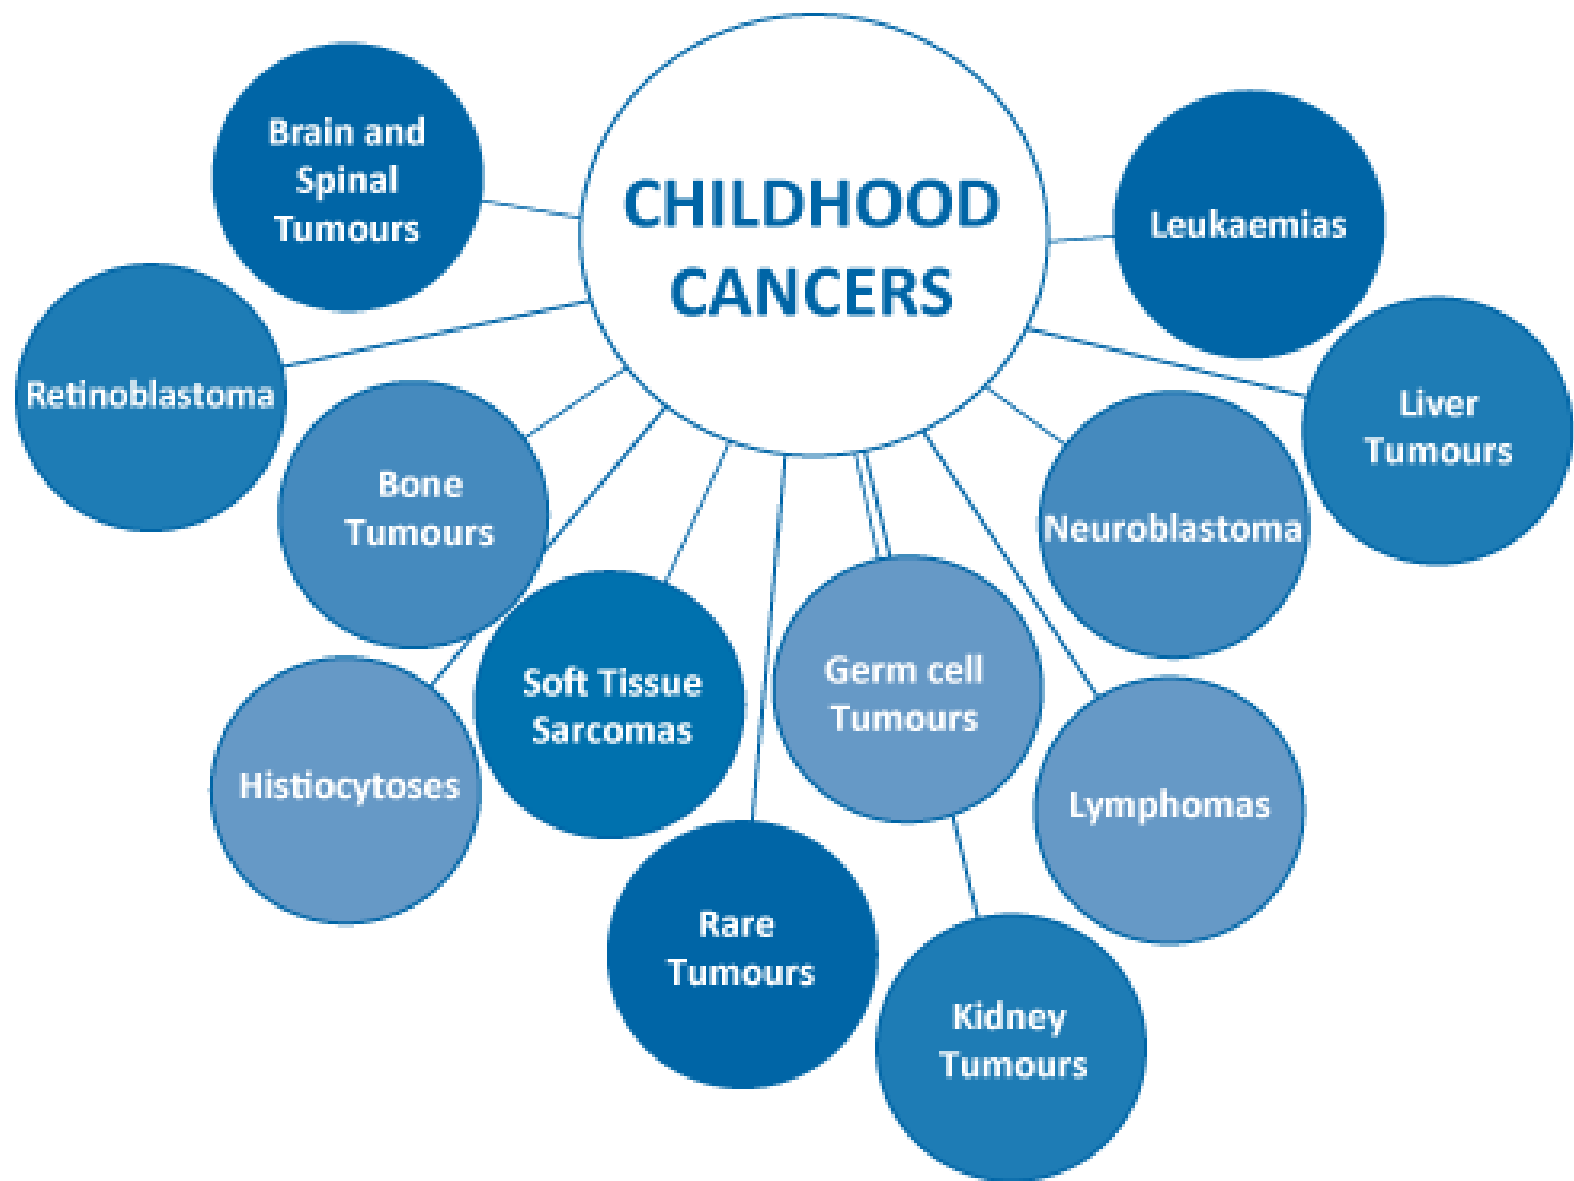 CHILDHOOD
CANCERS
Brain and
Spinal
Tumours
Leukaemias
Retinoblastoma
Liver
Tumours
Bone
Tumours
Neuroblastoma
Soft Tissue
Sarcomas
Germ cell
Tumours
Histiocytoses
Lymphomas
Rare
Tumours
Kidney
Tumours